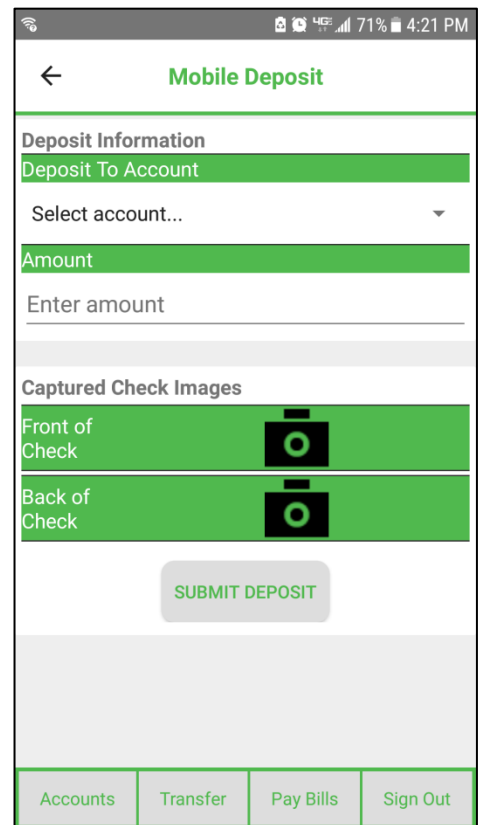 4G 71% 4:21 PM
Mobile Deposit
Deposit Information
Deposit To Account
Select account...
Amount
Enter amount
Captured Check Images
Front of
Check
Back of
Check
SUBMIT DEPOSIT
Accounts Transfer Pay Bills Sign Out